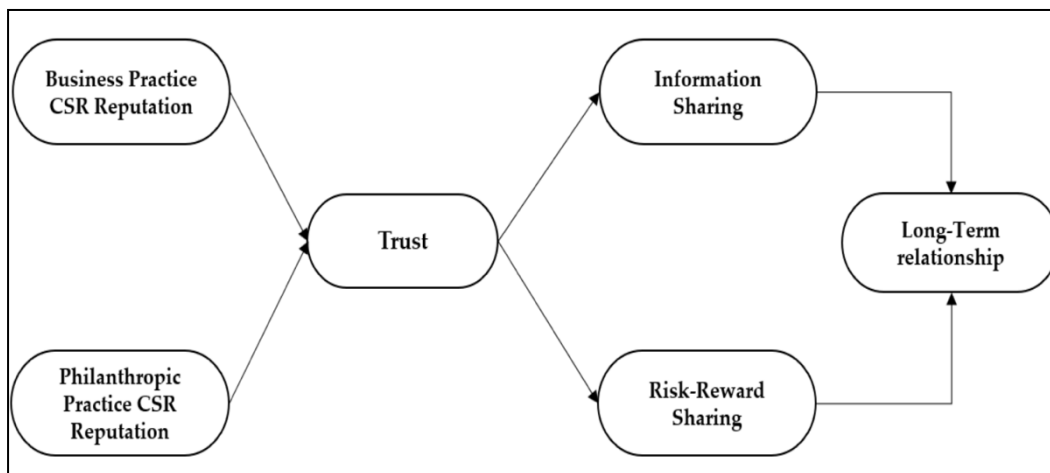 Business Practice
CSR Reputation
Information
Sharing
Trust
Long-Term
relationship
Philanthropic
Practice CSR
Reputation
Risk-Reward
Sharing